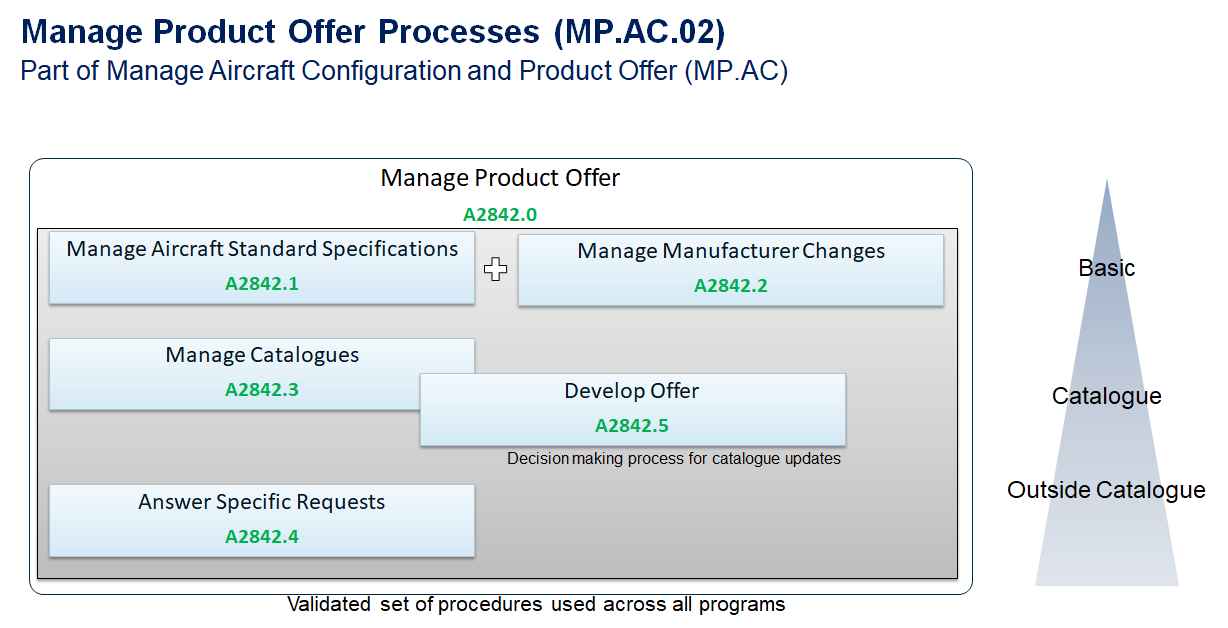 Manage Product Offer Processes (MP.AC.02)
Part of Manage Aircraft Configuration and Product Offer (MP.AC)
Manage Product Offer
A2842.0
Manage Aircraft Standard Specifications
A2842.1
Manage Manufacturer Changes
A2842.2
Manage Catalogues
A2842.3
Develop Offer
A2842.5
Decision making process for catalogue updates
Answer Specific Requests
A2842.4
Validated set of procedures used across all programs
Basic
Catalogue
Outside Catalogue